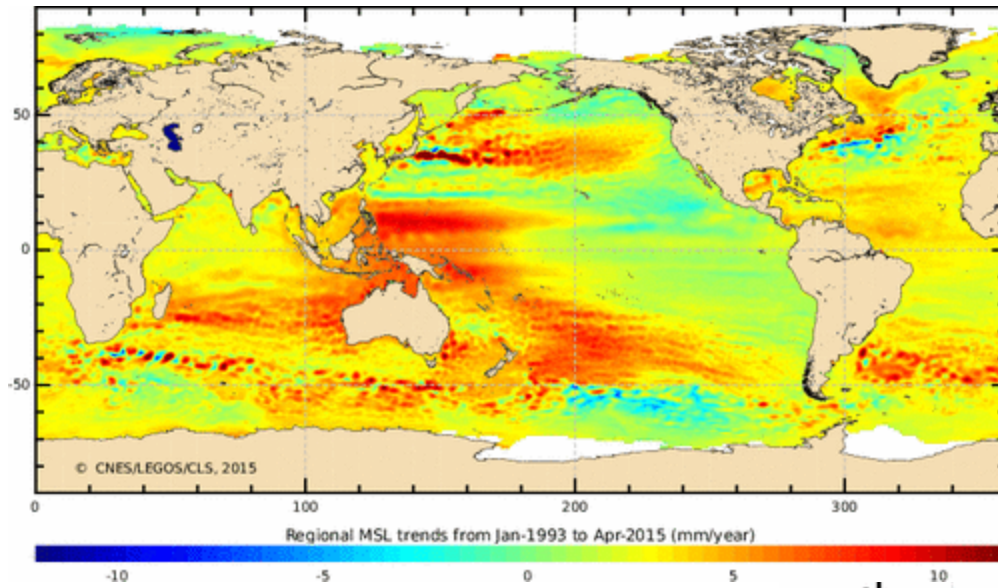 50
0
-50
© CNES/LEGOS/CLS, 2015
0 100 200 300
Regional MSL trends from Jan-1993 to Apr-2015 (mm/year)
-10 -5 0 5 10